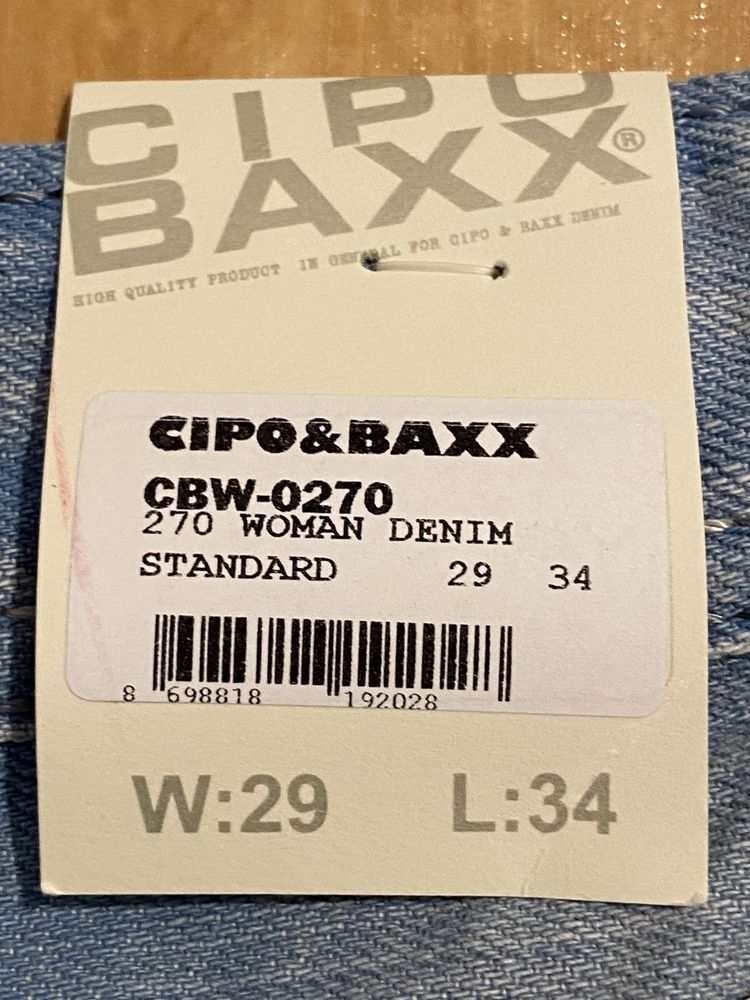 CIPO
BAXX®
HIGH QUALITY PRODUCT IN GENERAL FOR CIPO & BAXX DENIM
CIPO&BAXX
CBW-0270
270 WOMAN DENIM
STANDARD 29 34
8 698818 192028
W:29 L:34